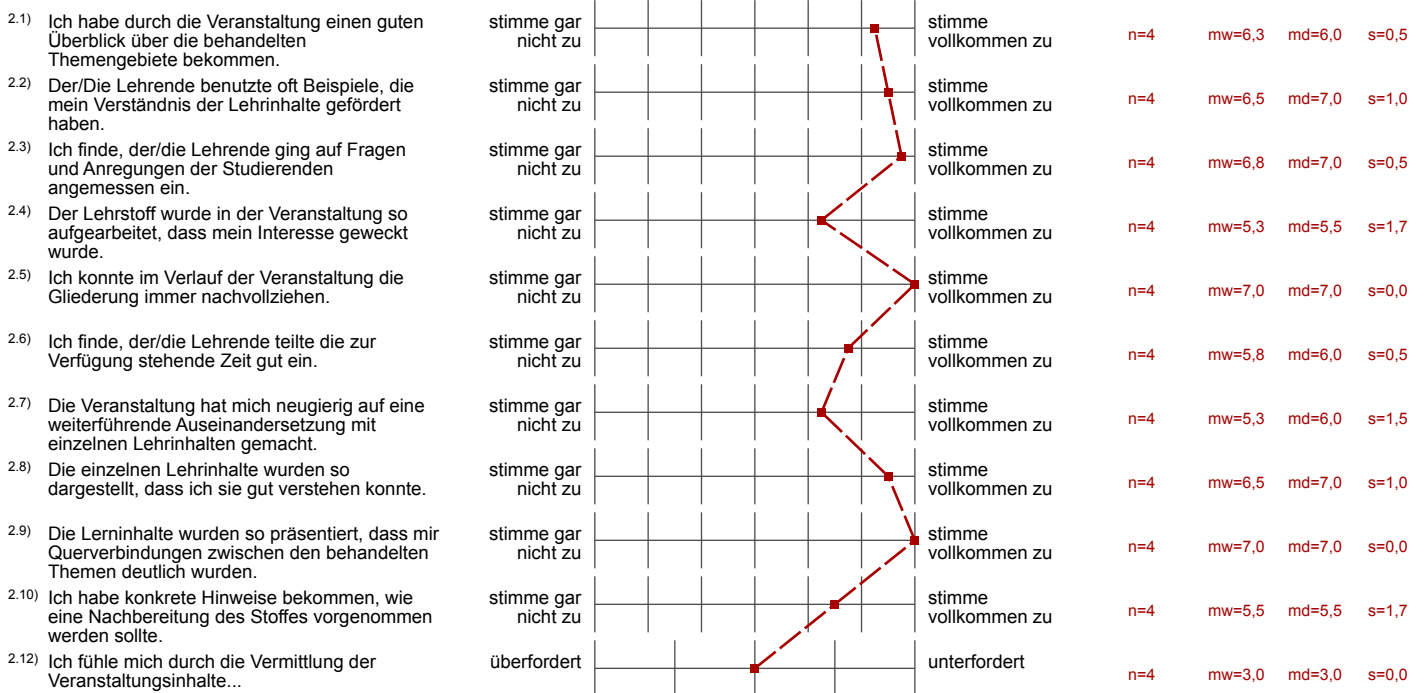 2.1) Ich habe durch die Veranstaltung einen guten stimme gar stimme
Überblick über die behandelten nicht zu vollkommen zu n=4 mw=6,3 md=6,0 s=0,5
Themengebiete bekommen.
2.2) Der/Die Lehrende benutzte oft Beispiele, die stimme gar stimme
mein Verständnis der Lehrinhalte gefördert nicht zu vollkommen zu n=4 mw=6,5 md=7,0 s=1,0
haben.
2.3) Ich finde, der/die Lehrende ging auf Fragen stimme gar stimme
und Anregungen der Studierenden nicht zu vollkommen zu n=4 mw=6,8 md=7,0 s=0,5
angemessen ein.
2.4) Der Lehrstoff wurde in der Veranstaltung so stimme gar stimme
aufgearbeitet, dass mein Interesse geweckt nicht zu vollkommen zu n=4 mw=5,3 md=5,5 s=1,7
wurde.
2.5) Ich konnte im Verlauf der Veranstaltung die stimme gar stimme
Gliederung immer nachvollziehen. nicht zu vollkommen zu n=4 mw=7,0 md=7,0 s=0,0
2.6) Ich finde, der/die Lehrende teilte die zur stimme gar stimme
Verfügung stehende Zeit gut ein. nicht zu vollkommen zu n=4 mw=5,8 md=6,0 s=0,5
2.7) Die Veranstaltung hat mich neugierig auf eine stimme gar stimme
weiterführende Auseinandersetzung mit nicht zu vollkommen zu n=4 mw=5,3 md=6,0 s=1,5
einzelnen Lehrinhalten gemacht.
2.8) Die einzelnen Lehrinhalte wurden so stimme gar stimme
dargestellt, dass ich sie gut verstehen konnte. nicht zu vollkommen zu n=4 mw=6,5 md=7,0 s=1,0
2.9) Die Lerninhalte wurden so präsentiert, dass mir stimme gar stimme
Querverbindungen zwischen den behandelten nicht zu vollkommen zu n=4 mw=7,0 md=7,0 s=0,0
Themen deutlich wurden.
2.10) Ich habe konkrete Hinweise bekommen, wie stimme gar stimme
eine Nachbereitung des Stoffes vorgenommen nicht zu vollkommen zu n=4 mw=5,5 md=5,5 s=1,7
werden sollte.
2.12) Ich fühle mich durch die Vermittlung der überfordert unterfordert
Veranstaltungsinhalte... n=4 mw=3,0 md=3,0 s=0,0